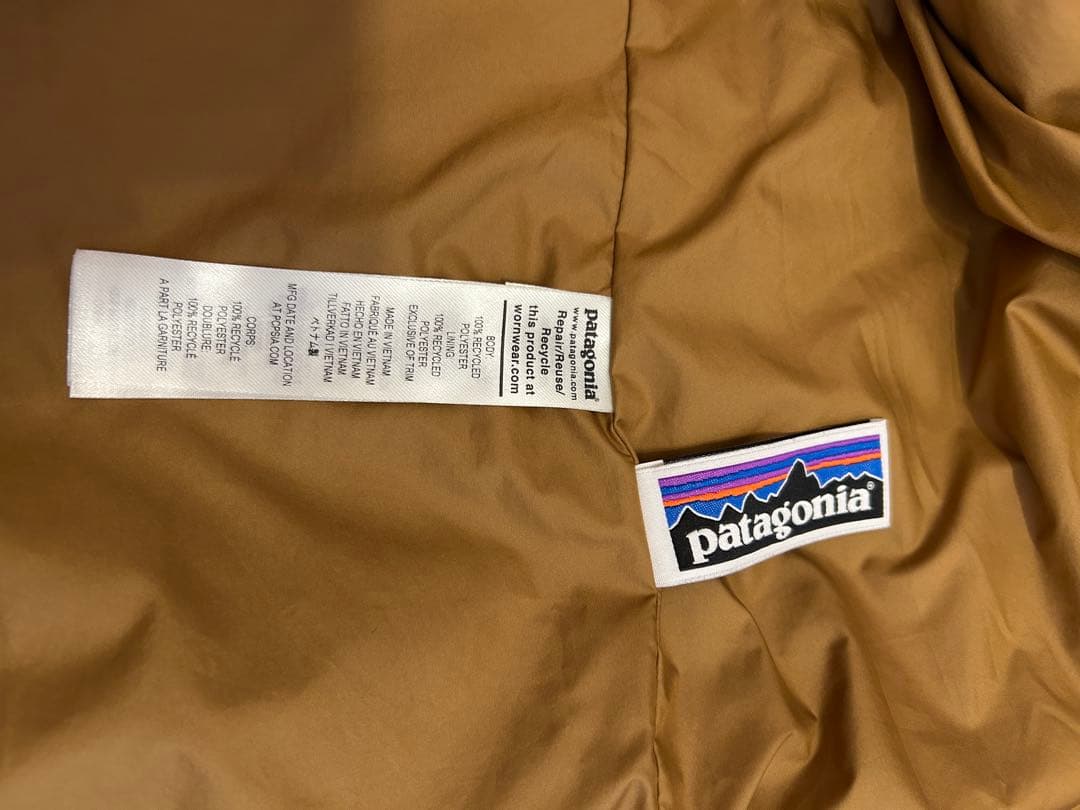 patagonia®
www.patagonia.com
Repair/Reuse/
Recycle
this product at
wornwear.com
BODY
100% RECYCLED
POLYESTER
LINING
100% RECYCLED
POLYESTER
EXCLUSIVE OF TRIM
MADE IN VIETNAM
FABRIQUÉ AU VIETNAM
HECHO EN VIETNAM
FATTO IN VIETNAM
TILLVERKAD I VIETNAM
ベトナム製
MFG DATE AND LOCATION
AT POPSIA.COM
CORPS
100% RECYCLÉ
POLYESTER
DOUBLURE
100% RECYCLÉ
POLYESTER
A PART LA GARNITURE
patagonia®